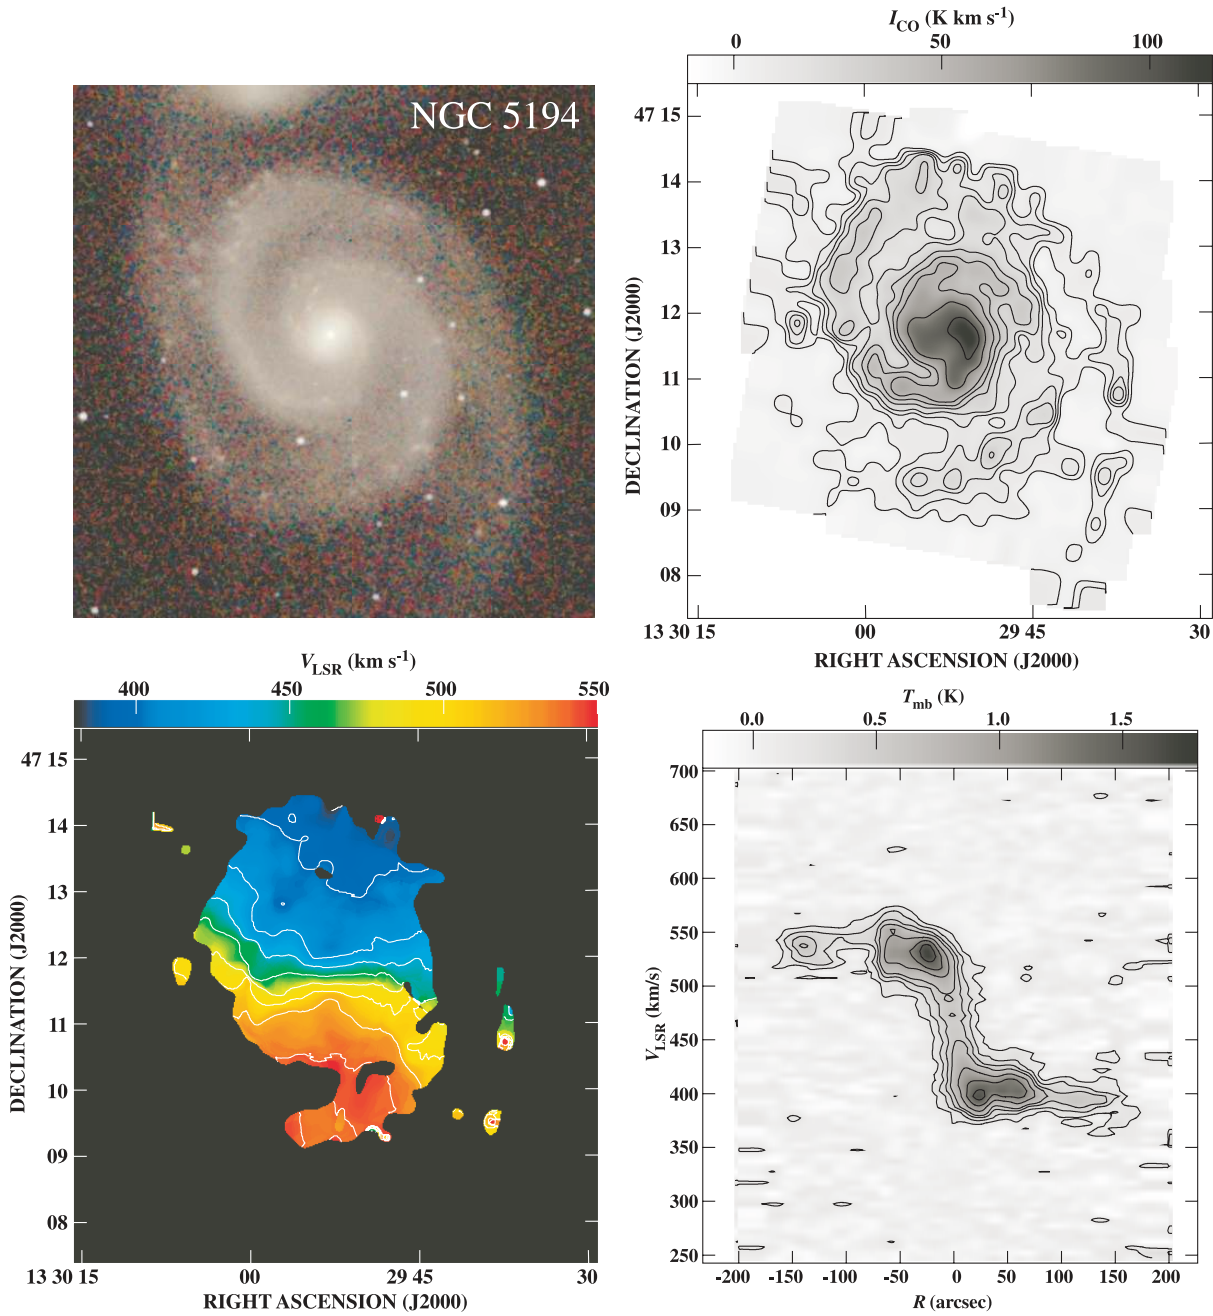 NGC 5194
I_CO (K km s⁻¹)
0 50 100
47 15
14
13
12
11
10
09
08
DECLINATION (J2000)
13 30 15 00 29 45 30
RIGHT ASCENSION (J2000)
V_LSR (km s⁻¹)
400 450 500 550
47 15
14
13
12
11
10
09
08
DECLINATION (J2000)
13 30 15 00 29 45 30
RIGHT ASCENSION (J2000)
T_mb (K)
0.0 0.5 1.0 1.5
700
650
600
550
500
450
400
350
300
250
V_LSR (km/s)
-200 -150 -100 -50 0 50 100 150 200
R (arcsec)